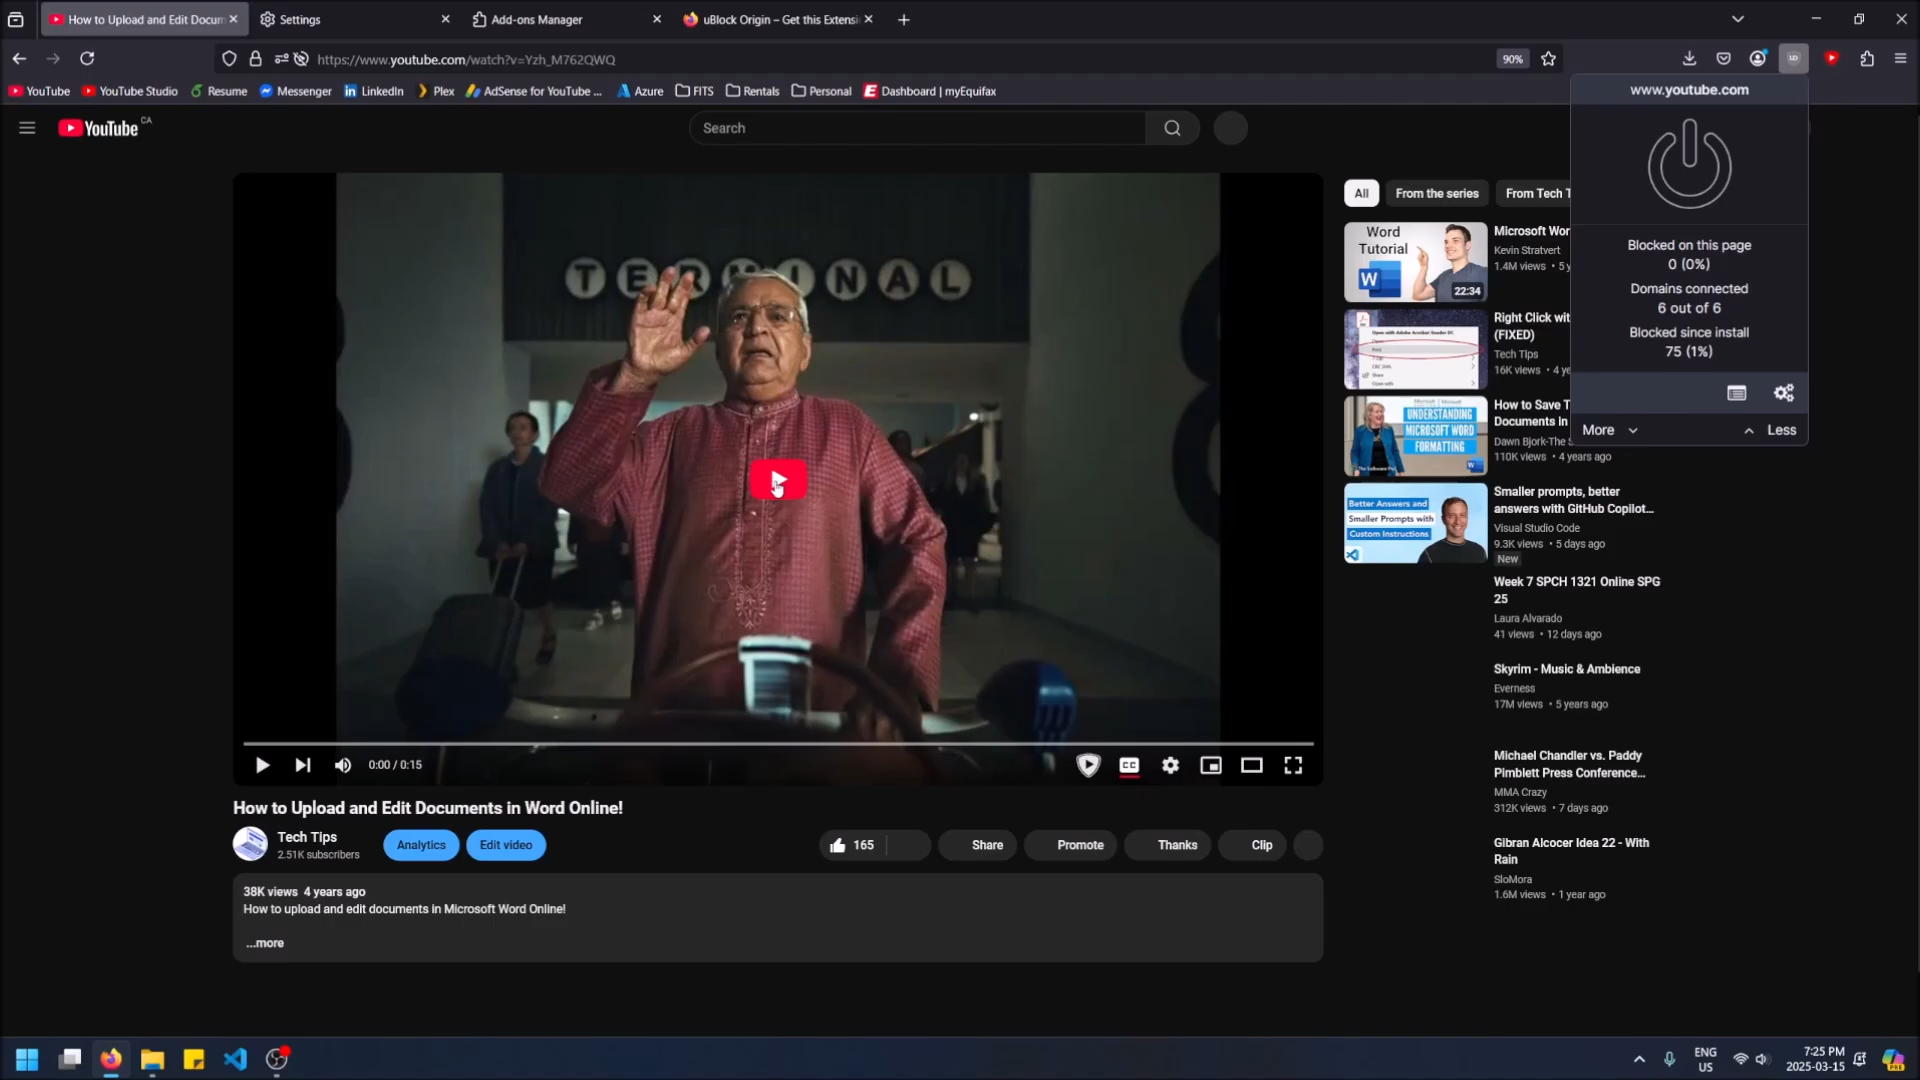 How to Upload and Edit Docum
Settings
Add-ons Manager
uBlock Origin – Get this Extensi
https://www.youtube.com/watch?v=Yzh_M762QWQ
90%
YouTube
YouTube Studio
Resume
Messenger
LinkedIn
Plex
AdSense for YouTube ...
Azure
FITS
Rentals
Personal
Dashboard | myEquifax
YouTube CA
Search
www.youtube.com
Blocked on this page
0 (0%)
Domains connected
6 out of 6
Blocked since install
75 (1%)
More
Less
TERMINAL
0:00 / 0:15
CC
How to Upload and Edit Documents in Word Online!
Tech Tips
2.51K subscribers
Analytics
Edit video
165
Share
Promote
Thanks
Clip
38K views 4 years ago
How to upload and edit documents in Microsoft Word Online!
...more
All
From the series
From Tech T
Word
Tutorial
22:34
Microsoft Wor
Kevin Stratvert
1.4M views • 5 y
Right Click wit
(FIXED)
Tech Tips
16K views • 4 ye
UNDERSTANDING
MICROSOFT WORD
FORMATTING
How to Save T
Documents in
Dawn Bjork-The S
110K views • 4 years ago
Better Answers and
Smaller Prompts with
Custom Instructions
Smaller prompts, better
answers with GitHub Copilot...
Visual Studio Code
9.3K views • 5 days ago
New
Week 7 SPCH 1321 Online SPG
25
Laura Alvarado
41 views • 12 days ago
Skyrim - Music & Ambience
Everness
17M views • 5 years ago
Michael Chandler vs. Paddy
Pimblett Press Conference...
MMA Crazy
312K views • 7 days ago
Gibran Alcocer Idea 22 - With
Rain
SloMora
1.6M views • 1 year ago
ENG
US
7:25 PM
2025-03-15
PRE